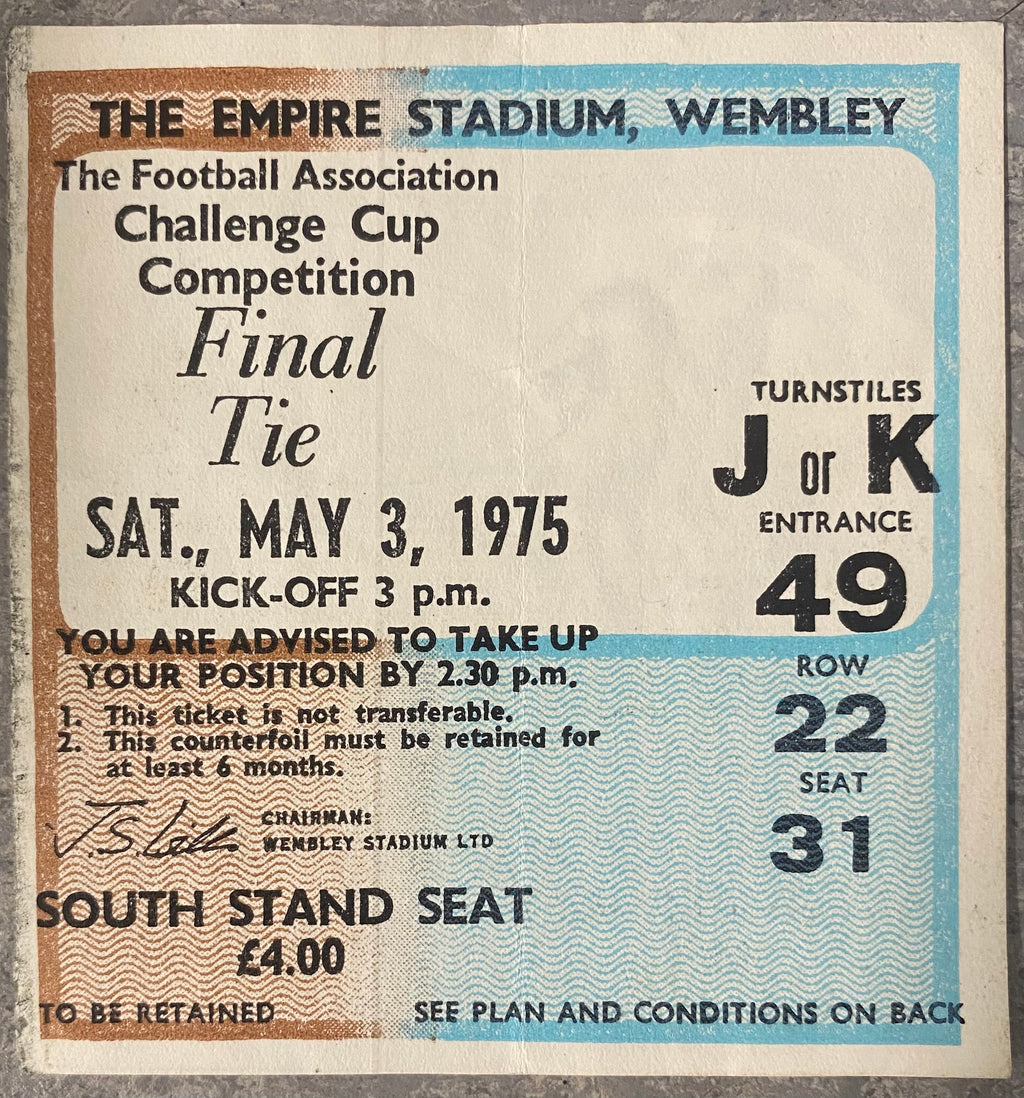 THE EMPIRE STADIUM, WEMBLEY
The Football Association
Challenge Cup
Competition
Final
Tie
SAT., MAY 3, 1975
KICK-OFF 3 p.m.
YOU ARE ADVISED TO TAKE UP
YOUR POSITION BY 2.30 p.m.
1. This ticket is not transferable.
2. This counterfoil must be retained for
at least 6 months.
CHAIRMAN:
WEMBLEY STADIUM LTD
SOUTH STAND SEAT
£4.00
TURNSTILES
J or K
ENTRANCE
49
ROW
22
SEAT
31
TO BE RETAINED
SEE PLAN AND CONDITIONS ON BACK